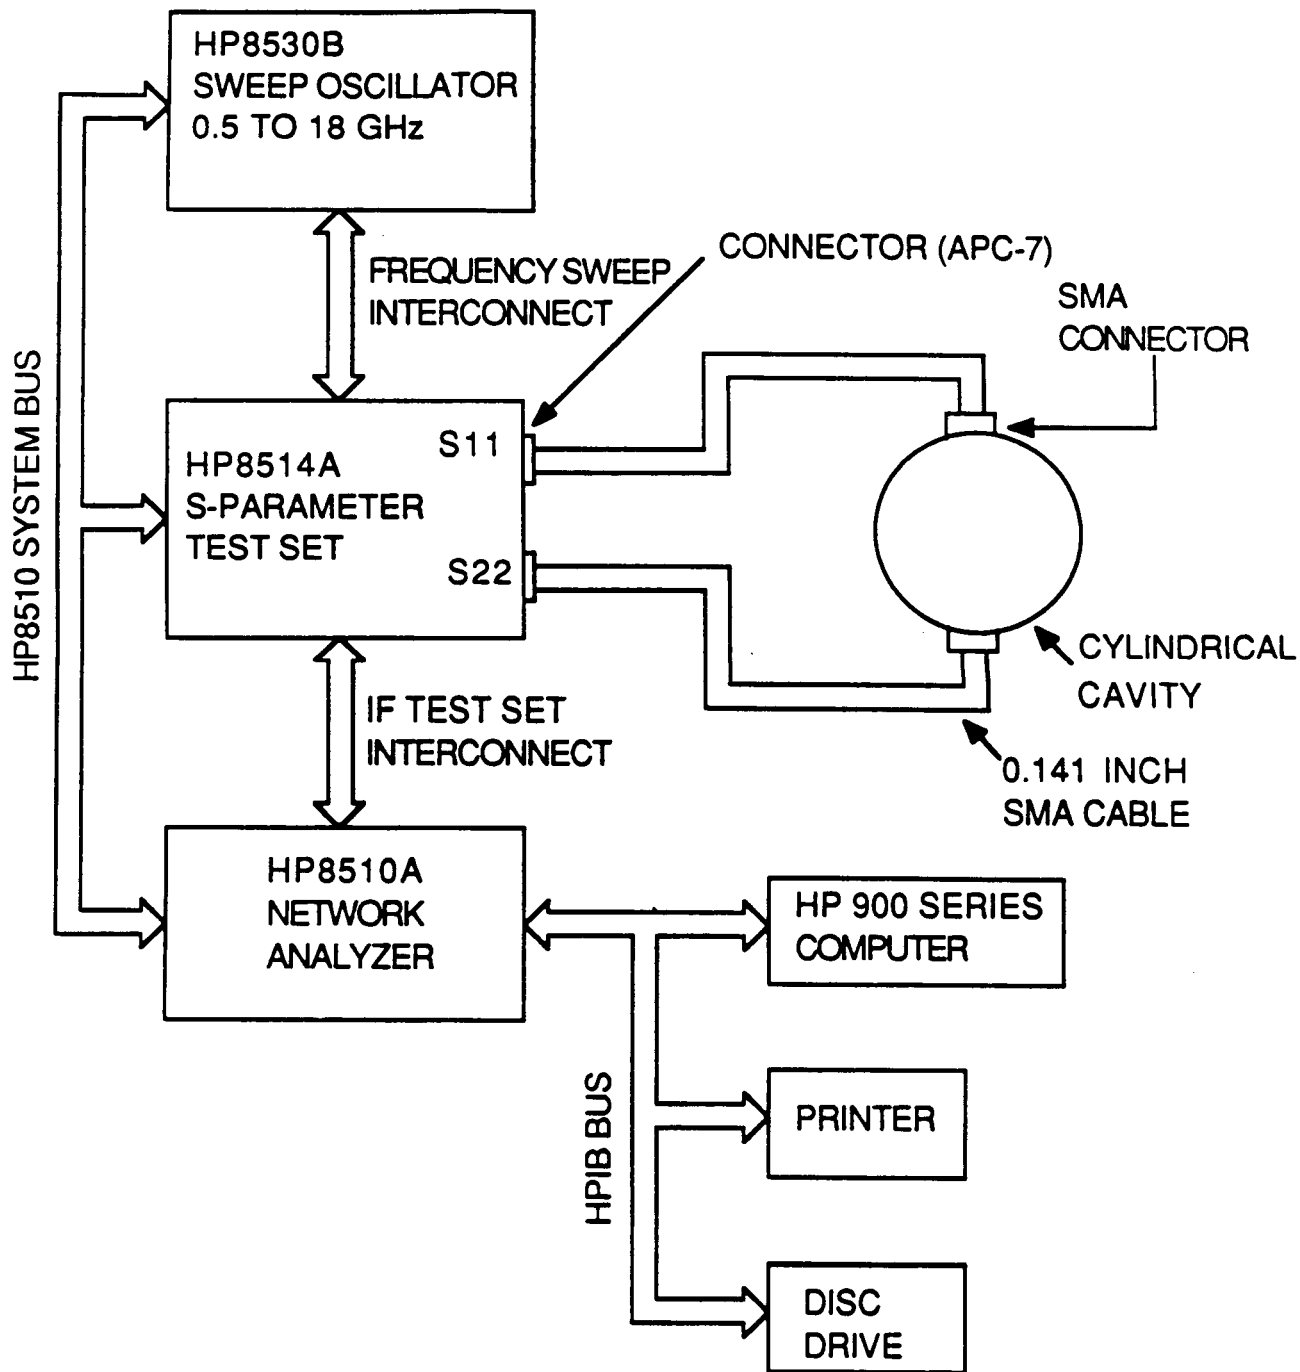 HP8530B
SWEEP OSCILLATOR
0.5 TO 18 GHz
FREQUENCY SWEEP
INTERCONNECT
CONNECTOR (APC-7)
SMA
CONNECTOR
HP8510 SYSTEM BUS
S11
HP8514A
S-PARAMETER
TEST SET
S22
CYLINDRICAL
CAVITY
IF TEST SET
INTERCONNECT
0.141 INCH
SMA CABLE
HP8510A
NETWORK
ANALYZER
HP 900 SERIES
COMPUTER
HPIB BUS
PRINTER
DISC
DRIVE